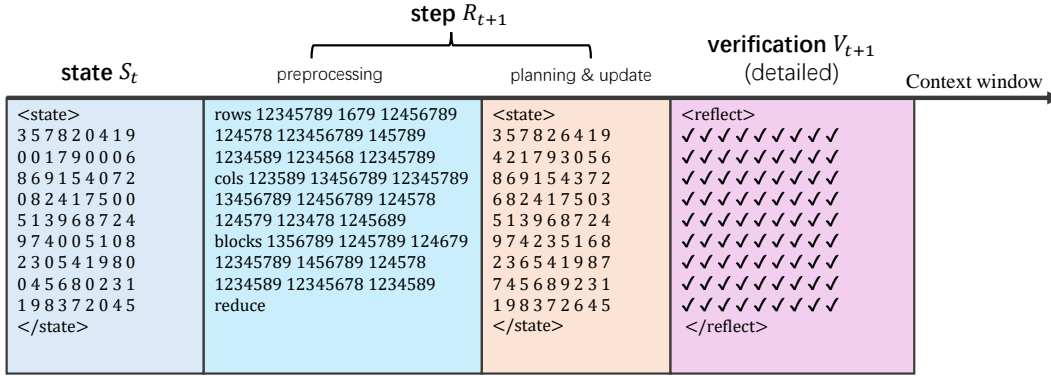 step R_{t+1}
state S_t
preprocessing
planning & update
verification V_{t+1}
(detailed)
Context window
<state>
3 5 7 8 2 0 4 1 9
0 0 1 7 9 0 0 0 6
8 6 9 1 5 4 0 7 2
0 8 2 4 1 7 5 0 0
5 1 3 9 6 8 7 2 4
9 7 4 0 0 5 1 0 8
2 3 0 5 4 1 9 8 0
0 4 5 6 8 0 2 3 1
1 9 8 3 7 2 0 4 5
</state>
rows 12345789 1679 12456789
124578 123456789 145789
1234589 1234568 12345789
cols 123589 13456789 12345789
13456789 12456789 124578
124579 123478 1245689
blocks 1356789 1245789 124679
12345789 1456789 124578
1234589 12345678 1234589
reduce
<state>
3 5 7 8 2 6 4 1 9
4 2 1 7 9 3 0 5 6
8 6 9 1 5 4 3 7 2
6 8 2 4 1 7 5 0 3
5 1 3 9 6 8 7 2 4
9 7 4 2 3 5 1 6 8
2 3 6 5 4 1 9 8 7
7 4 5 6 8 9 2 3 1
1 9 8 3 7 2 6 4 5
</state>
<reflect>
✓ ✓ ✓ ✓ ✓ ✓ ✓ ✓ ✓
✓ ✓ ✓ ✓ ✓ ✓ ✓ ✓ ✓
✓ ✓ ✓ ✓ ✓ ✓ ✓ ✓ ✓
✓ ✓ ✓ ✓ ✓ ✓ ✓ ✓ ✓
✓ ✓ ✓ ✓ ✓ ✓ ✓ ✓ ✓
✓ ✓ ✓ ✓ ✓ ✓ ✓ ✓ ✓
✓ ✓ ✓ ✓ ✓ ✓ ✓ ✓ ✓
✓ ✓ ✓ ✓ ✓ ✓ ✓ ✓ ✓
✓ ✓ ✓ ✓ ✓ ✓ ✓ ✓ ✓
</reflect>